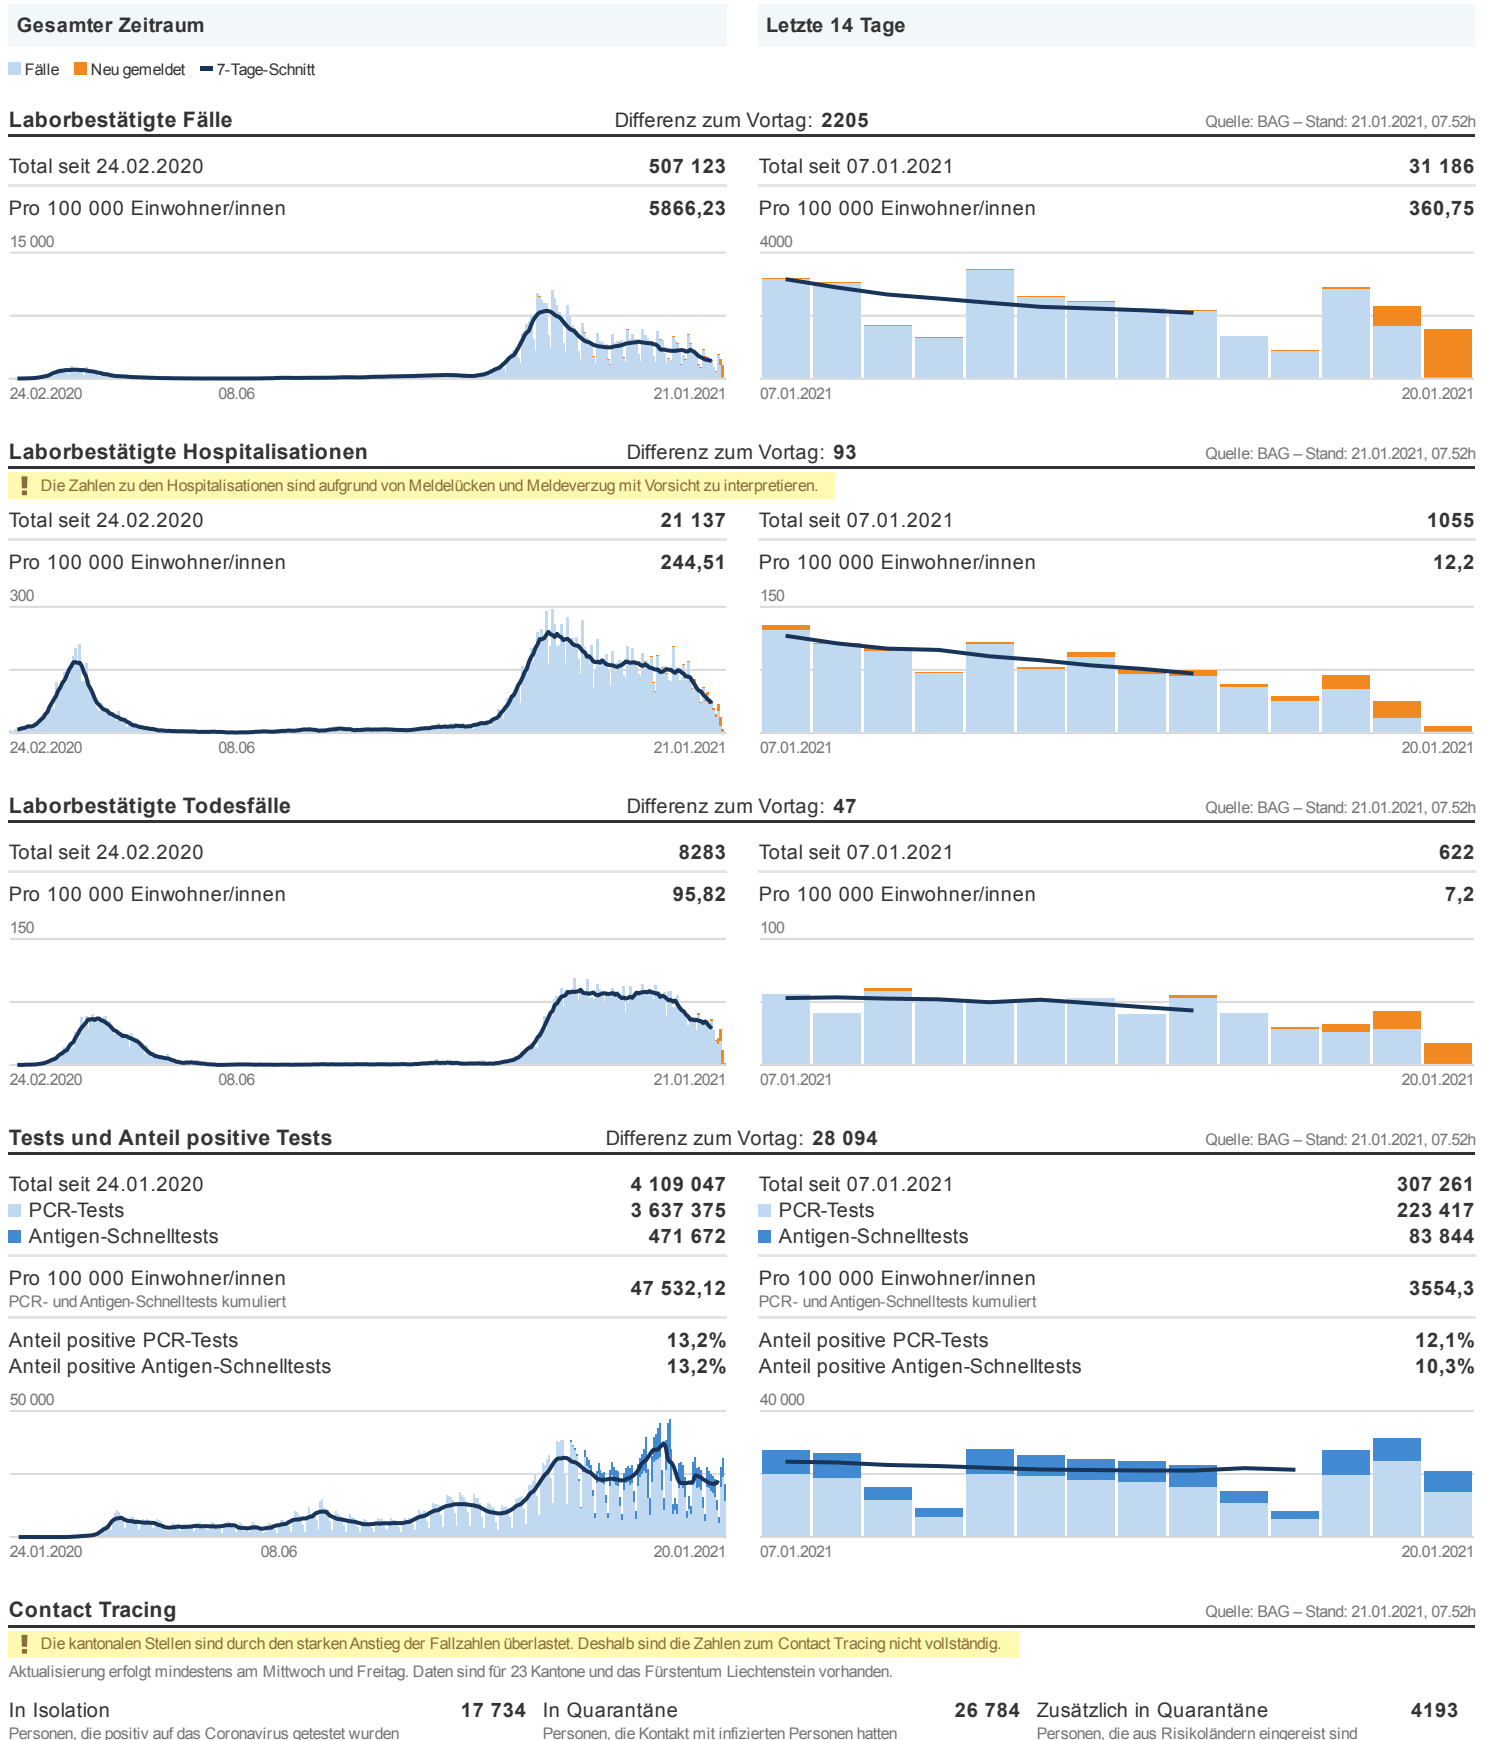 Gesamter Zeitraum
Letzte 14 Tage
Fälle Neu gemeldet 7-Tage-Schnitt
Laborbestätigte Fälle Differenz zum Vortag: 2205 Quelle: BAG – Stand: 21.01.2021, 07.52h
Total seit 24.02.2020 507 123
Pro 100 000 Einwohner/innen 5866,23
15 000
24.02.2020 08.06 21.01.2021
Total seit 07.01.2021 31 186
Pro 100 000 Einwohner/innen 360,75
4000
07.01.2021 20.01.2021
Laborbestätigte Hospitalisationen Differenz zum Vortag: 93 Quelle: BAG – Stand: 21.01.2021, 07.52h
! Die Zahlen zu den Hospitalisationen sind aufgrund von Meldelücken und Meldeverzug mit Vorsicht zu interpretieren.
Total seit 24.02.2020 21 137
Pro 100 000 Einwohner/innen 244,51
300
24.02.2020 08.06 21.01.2021
Total seit 07.01.2021 1055
Pro 100 000 Einwohner/innen 12,2
150
07.01.2021 20.01.2021
Laborbestätigte Todesfälle Differenz zum Vortag: 47 Quelle: BAG – Stand: 21.01.2021, 07.52h
Total seit 24.02.2020 8283
Pro 100 000 Einwohner/innen 95,82
150
24.02.2020 08.06 21.01.2021
Total seit 07.01.2021 622
Pro 100 000 Einwohner/innen 7,2
100
07.01.2021 20.01.2021
Tests und Anteil positive Tests Differenz zum Vortag: 28 094 Quelle: BAG – Stand: 21.01.2021, 07.52h
Total seit 24.01.2020 4 109 047
PCR-Tests 3 637 375
Antigen-Schnelltests 471 672
Pro 100 000 Einwohner/innen 47 532,12
PCR- und Antigen-Schnelltests kumuliert
Anteil positive PCR-Tests 13,2%
Anteil positive Antigen-Schnelltests 13,2%
50 000
24.01.2020 08.06 20.01.2021
Total seit 07.01.2021 307 261
PCR-Tests 223 417
Antigen-Schnelltests 83 844
Pro 100 000 Einwohner/innen 3554,3
PCR- und Antigen-Schnelltests kumuliert
Anteil positive PCR-Tests 12,1%
Anteil positive Antigen-Schnelltests 10,3%
40 000
07.01.2021 20.01.2021
Contact Tracing Quelle: BAG – Stand: 21.01.2021, 07.52h
! Die kantonalen Stellen sind durch den starken Anstieg der Fallzahlen überlastet. Deshalb sind die Zahlen zum Contact Tracing nicht vollständig.
Aktualisierung erfolgt mindestens am Mittwoch und Freitag. Daten sind für 23 Kantone und das Fürstentum Liechtenstein vorhanden.
In Isolation 17 734
Personen, die positiv auf das Coronavirus getestet wurden
In Quarantäne 26 784
Personen, die Kontakt mit infizierten Personen hatten
Zusätzlich in Quarantäne 4193
Personen, die aus Risikoländern eingereist sind